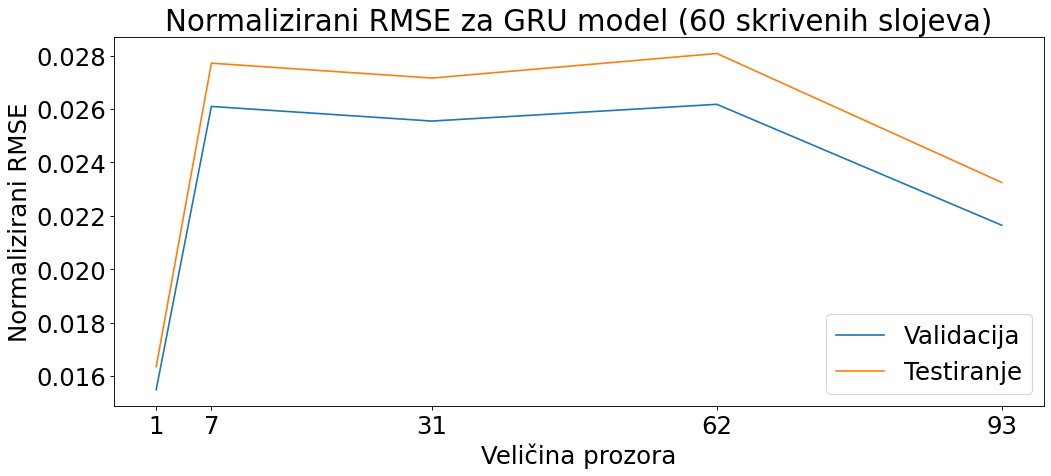 Normalizirani RMSE za GRU model (60 skrivenih slojeva)
Normalizirani RMSE
0.028
0.026
0.024
0.022
0.020
0.018
0.016
Validacija
Testiranje
1 7 31 62 93
Veličina prozora